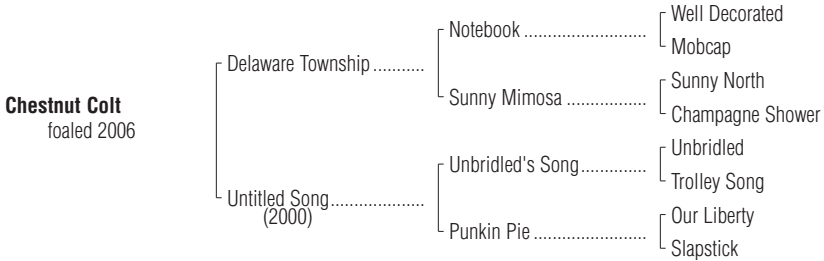 Well Decorated
Notebook ........................
Mobcap
Delaware Township ...........
Sunny North
Sunny Mimosa .................
Champagne Shower
Chestnut Colt
foaled 2006
Unbridled
Unbridled's Song..............
Trolley Song
Untitled Song....................
(2000)
Our Liberty
Punkin Pie ........................
Slapstick